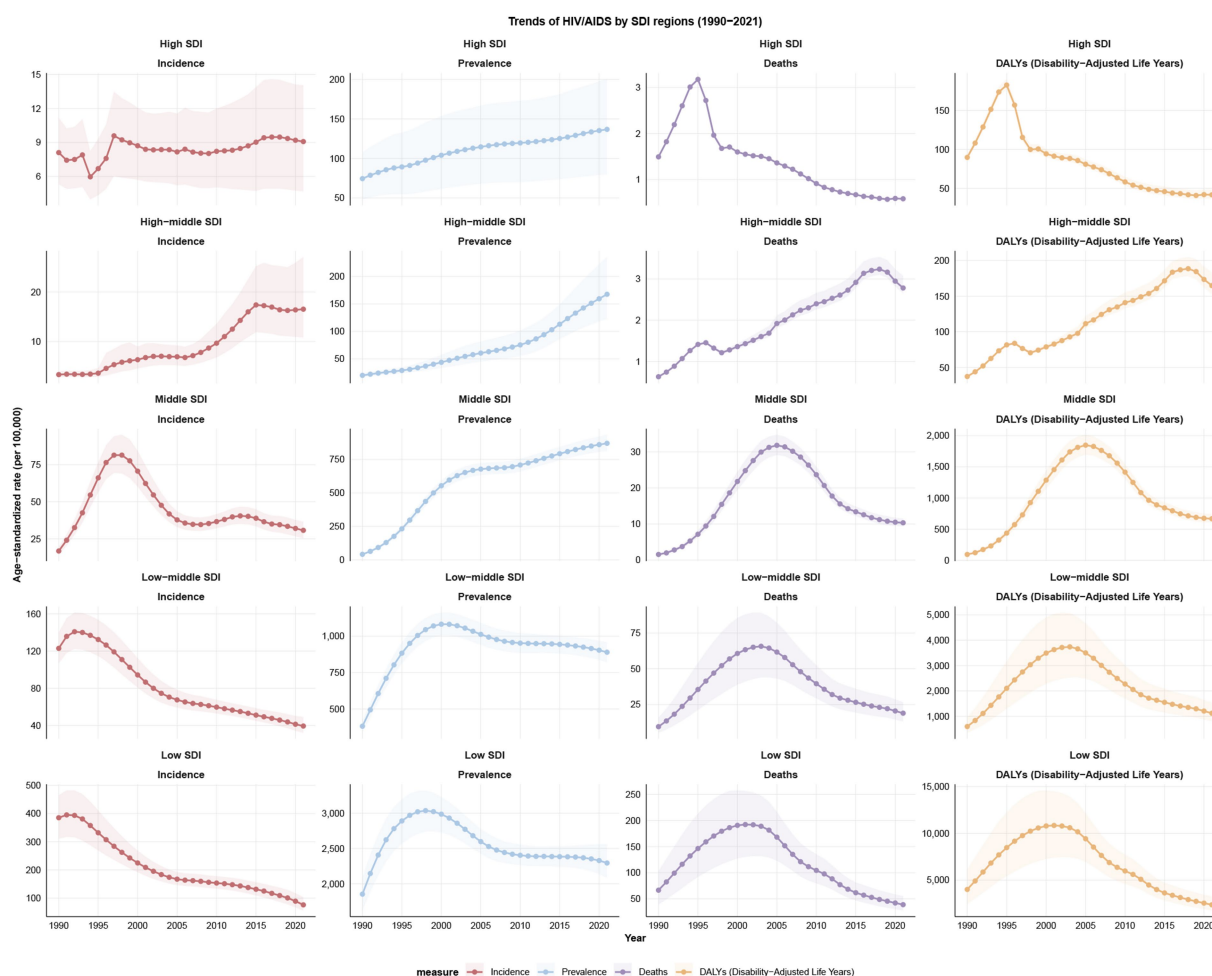 Trends of HIV/AIDS by SDI regions (1990−2021)
High SDI
High SDI
High SDI
High SDI
Incidence
Prevalence
Deaths
DALYs (Disability−Adjusted Life Years)
15
12
9
6
200
150
100
50
3
2
1
150
100
50
High−middle SDI
High−middle SDI
High−middle SDI
High−middle SDI
Incidence
Prevalence
Deaths
DALYs (Disability−Adjusted Life Years)
20
10
200
150
100
50
3
2
1
200
150
100
50
Age−standardized rate (per 100,000)
Middle SDI
Middle SDI
Middle SDI
Middle SDI
Incidence
Prevalence
Deaths
DALYs (Disability−Adjusted Life Years)
75
50
25
750
500
250
0
30
20
10
0
2,000
1,500
1,000
500
0
Low−middle SDI
Low−middle SDI
Low−middle SDI
Low−middle SDI
Incidence
Prevalence
Deaths
DALYs (Disability−Adjusted Life Years)
160
120
80
40
1,000
750
500
75
50
25
5,000
4,000
3,000
2,000
1,000
Low SDI
Low SDI
Low SDI
Low SDI
Incidence
Prevalence
Deaths
DALYs (Disability−Adjusted Life Years)
500
400
300
200
100
3,000
2,500
2,000
250
200
150
100
50
15,000
10,000
5,000
1990 1995 2000 2005 2010 2015 2020
1990 1995 2000 2005 2010 2015 2020
1990 1995 2000 2005 2010 2015 2020
1990 1995 2000 2005 2010 2015 2020
Year
measure Incidence Prevalence Deaths DALYs (Disability−Adjusted Life Years)